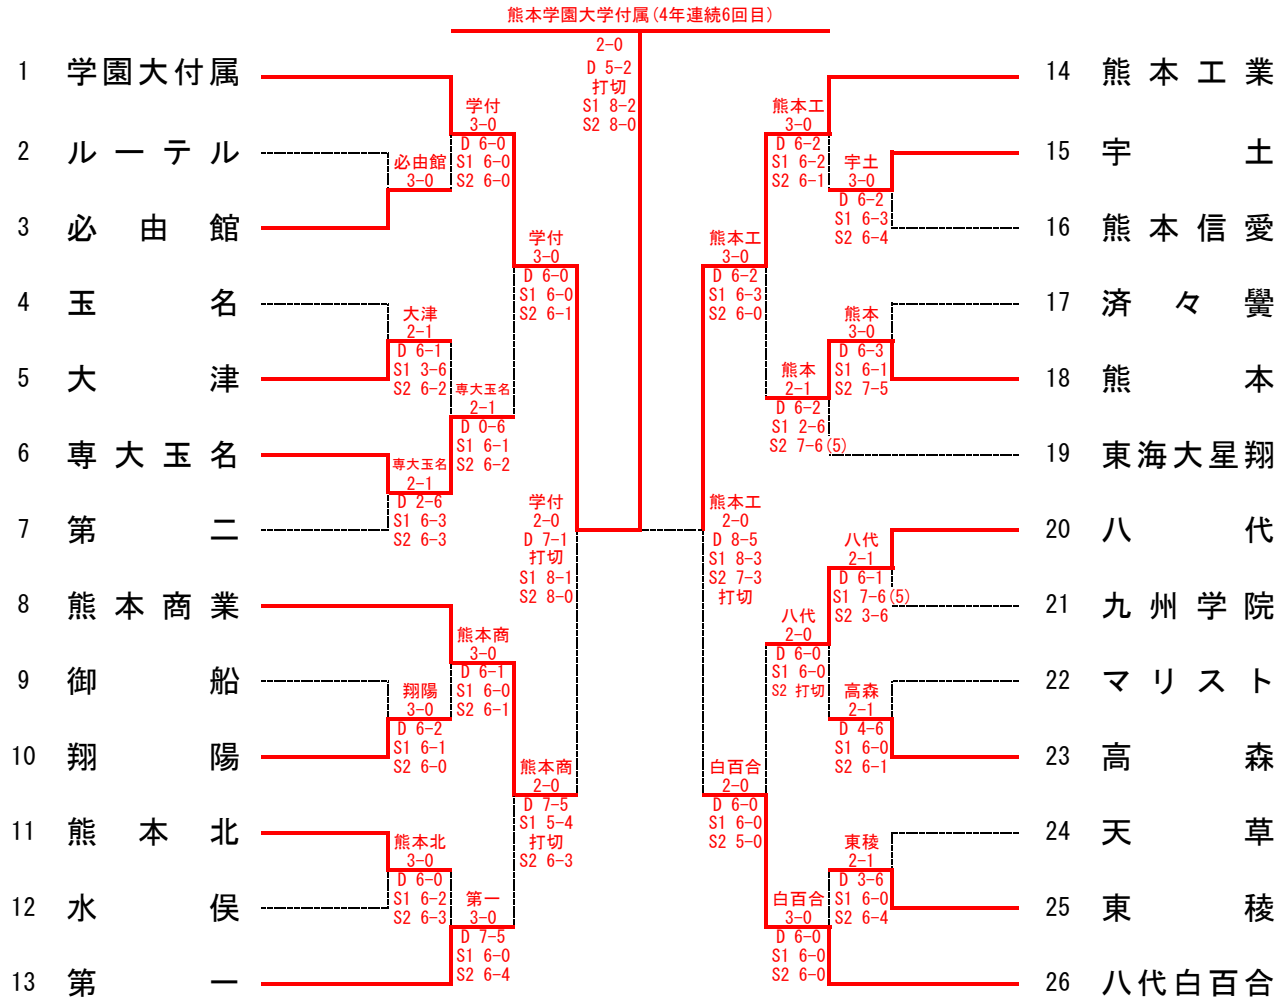 熊本学園大学付属(4年連続6回目)
2-0
D 5-2
打切
S1 8-2
S2 8-0
1 学園大付属
2 ルーテル
3 必由館
4 玉名
5 大津
6 専大玉名
7 第二
8 熊本商業
9 御船
10 翔陽
11 熊本北
12 水俣
13 第一
必由館
3-0
大津
2-1
D 6-1
S1 3-6
S2 6-2
専大玉名
2-1
D 2-6
S1 6-3
S2 6-3
翔陽
3-0
D 6-2
S1 6-1
S2 6-0
熊本北
3-0
D 6-0
S1 6-2
S2 6-3
学付
3-0
D 6-0
S1 6-0
S2 6-0
専大玉名
2-1
D 0-6
S1 6-1
S2 6-2
熊本商
3-0
D 6-1
S1 6-0
S2 6-1
第一
3-0
D 7-5
S1 6-0
S2 6-4
学付
3-0
D 6-0
S1 6-0
S2 6-1
熊本商
2-0
D 7-5
S1 5-4
打切
S2 6-3
学付
2-0
D 7-1
打切
S1 8-1
S2 8-0
熊本工
2-0
D 8-5
S1 8-3
S2 7-3
打切
熊本工
3-0
D 6-2
S1 6-3
S2 6-0
白百合
2-0
D 6-0
S1 6-0
S2 5-0
熊本工
3-0
D 6-2
S1 6-2
S2 6-1
熊本
2-1
D 6-2
S1 2-6
S2 7-6(5)
八代
2-0
D 6-0
S1 6-0
S2 打切
白百合
3-0
D 6-0
S1 6-0
S2 6-0
宇土
3-0
D 6-2
S1 6-3
S2 6-4
熊本
3-0
D 6-3
S1 6-1
S2 7-5
八代
2-1
D 6-1
S1 7-6(5)
S2 3-6
高森
2-1
D 4-6
S1 6-0
S2 6-1
東稜
2-1
D 3-6
S1 6-0
S2 6-4
14 熊本工業
15 宇土
16 熊本信愛
17 済々黌
18 熊本
19 東海大星翔
20 八代
21 九州学院
22 マリスト
23 高森
24 天草
25 東稜
26 八代白百合